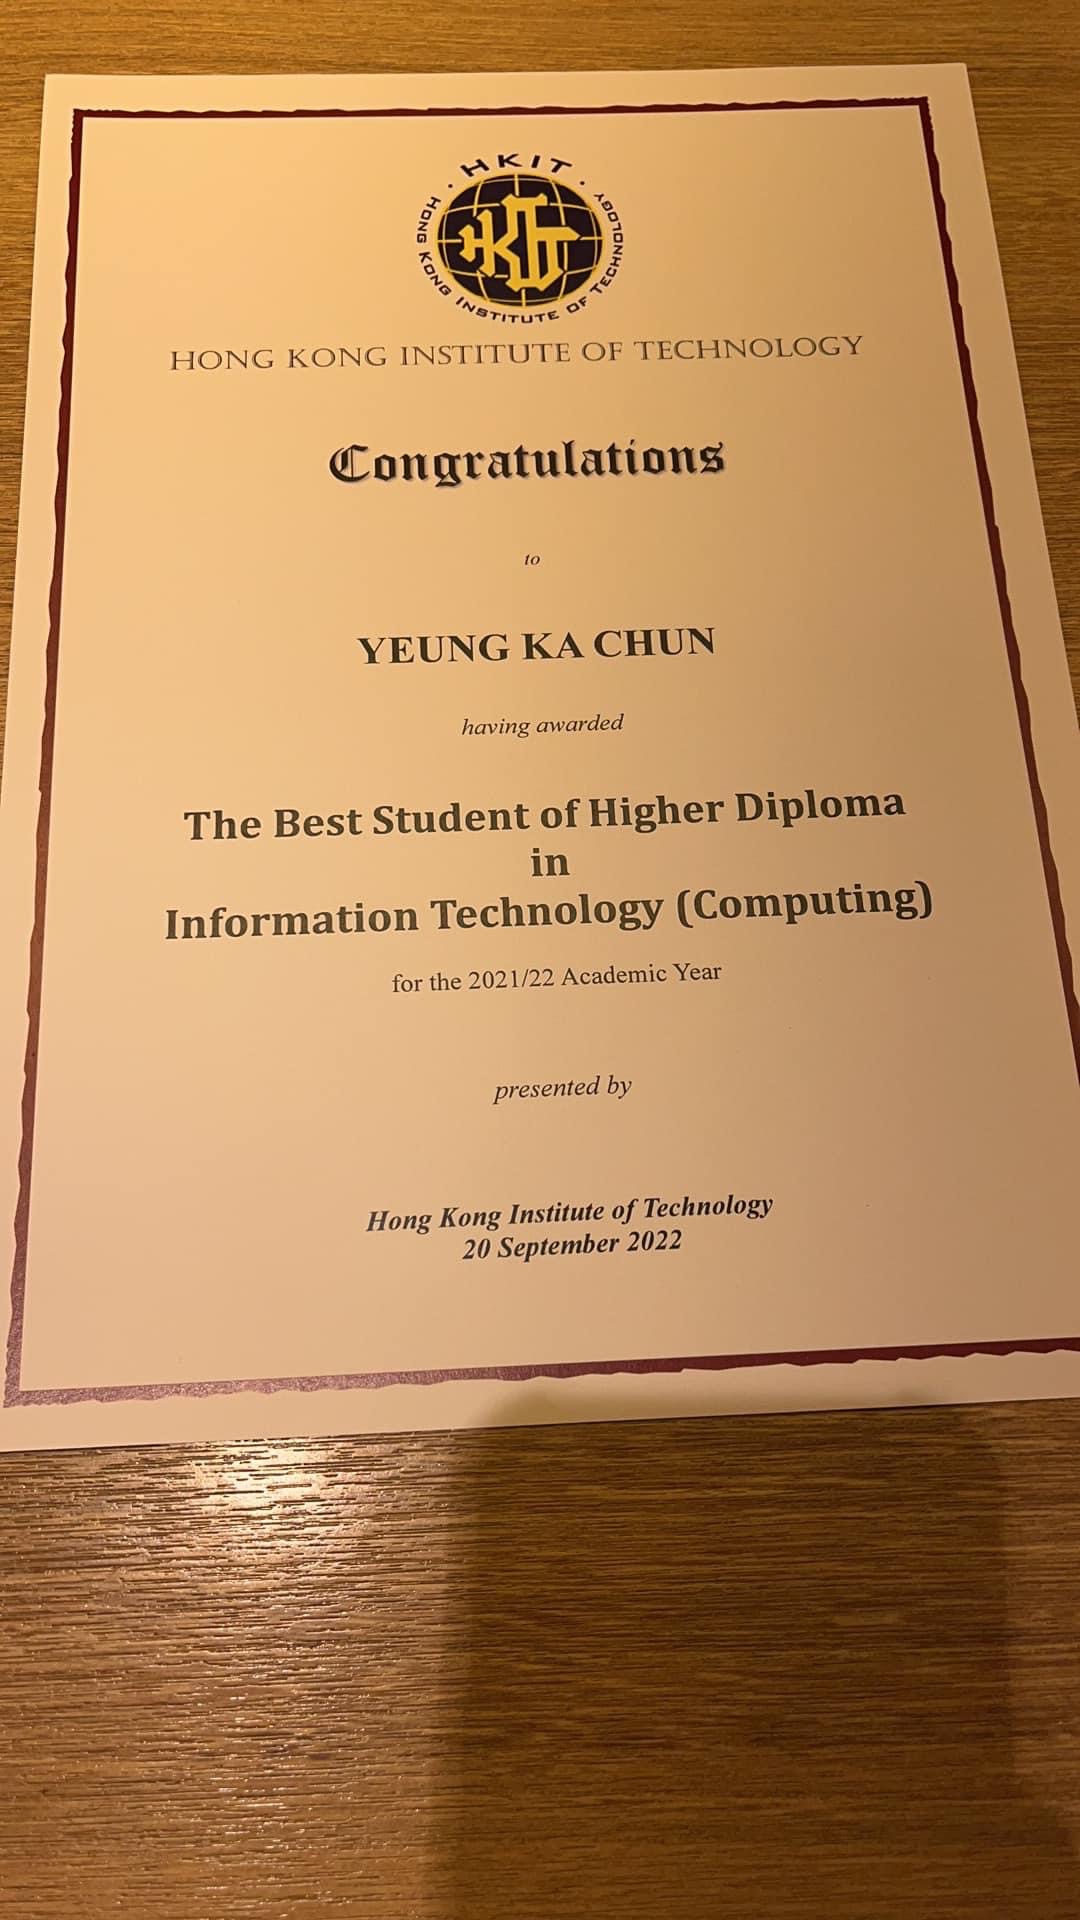 HKIT
HONG KONG INSTITUTE OF TECHNOLOGY
HKIT
HONG KONG INSTITUTE OF TECHNOLOGY
Congratulations
to
YEUNG KA CHUN
having awarded
The Best Student of Higher Diploma
in
Information Technology (Computing)
for the 2021/22 Academic Year
presented by
Hong Kong Institute of Technology
20 September 2022